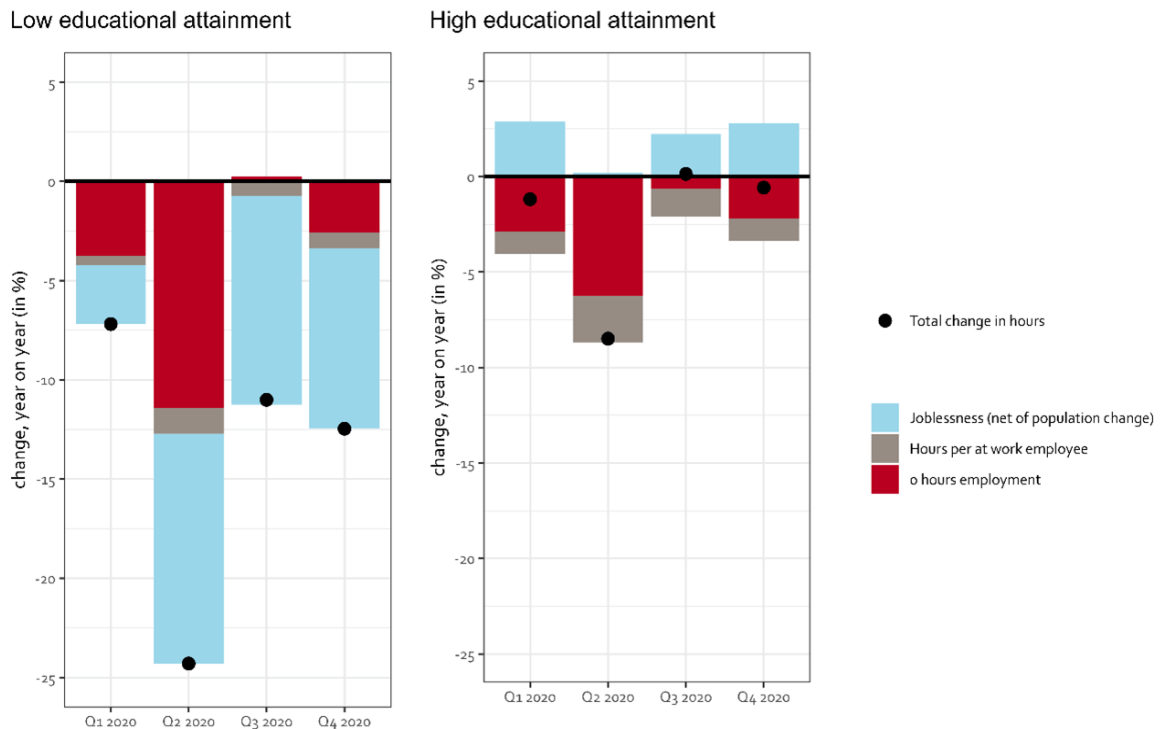 Low educational attainment
High educational attainment
change, year on year (in %)
5
0
-5
-10
-15
-20
-25
Q1 2020
Q2 2020
Q3 2020
Q4 2020
change, year on year (in %)
5
0
-5
-10
-15
-20
-25
Q1 2020
Q2 2020
Q3 2020
Q4 2020
Total change in hours
Joblessness (net of population change)
Hours per at work employee
0 hours employment